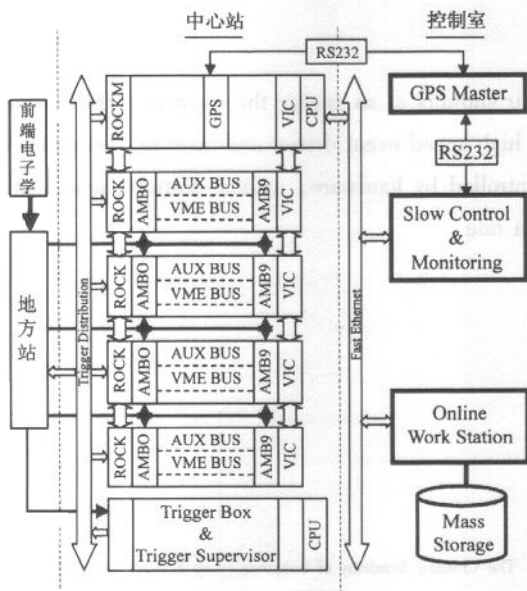 中心站
控制室
RS232
ROCKM
GPS
VIC
CPU
GPS Master
RS232
Slow Control
&
Monitoring
前端电子学
地方站
Trigger Distribution
Fast Ethernet
ROCK
AMBO
AUX BUS
VME BUS
AMB9
VIC
ROCK
AMBO
AUX BUS
VME BUS
AMB9
VIC
ROCK
AMBO
AUX BUS
VME BUS
AMB9
VIC
ROCK
AMBO
AUX BUS
VME BUS
AMB9
VIC
Online
Work Station
Mass
Storage
Trigger Box
&
Trigger Supervisor
CPU